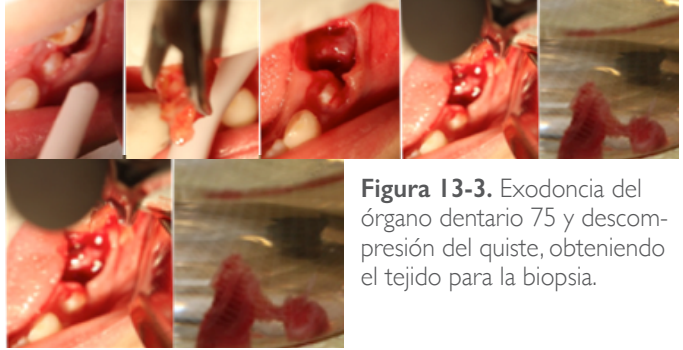 Figura 13-3. Exodoncia del
órgano dentario 75 y descom-
presión del quiste, obteniendo
el tejido para la biopsia.